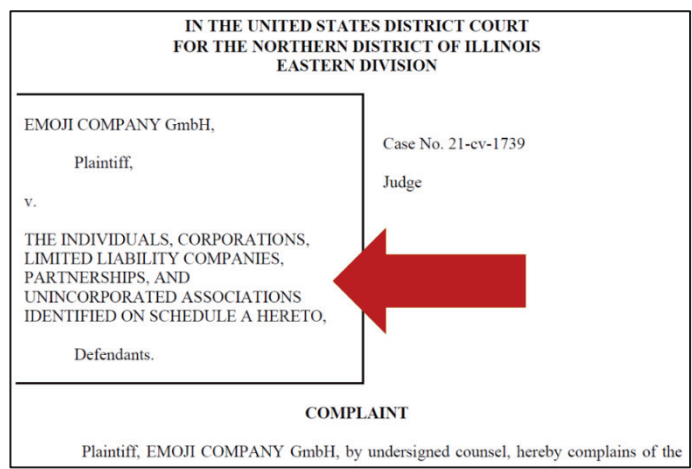 IN THE UNITED STATES DISTRICT COURT
FOR THE NORTHERN DISTRICT OF ILLINOIS
EASTERN DIVISION
EMOJI COMPANY GmbH,
Plaintiff,
v.
THE INDIVIDUALS, CORPORATIONS,
LIMITED LIABILITY COMPANIES,
PARTNERSHIPS, AND
UNINCORPORATED ASSOCIATIONS
IDENTIFIED ON SCHEDULE A HERETO,
Defendants.
Case No. 21-cv-1739
Judge
COMPLAINT
Plaintiff, EMOJI COMPANY GmbH, by undersigned counsel, hereby complains of the